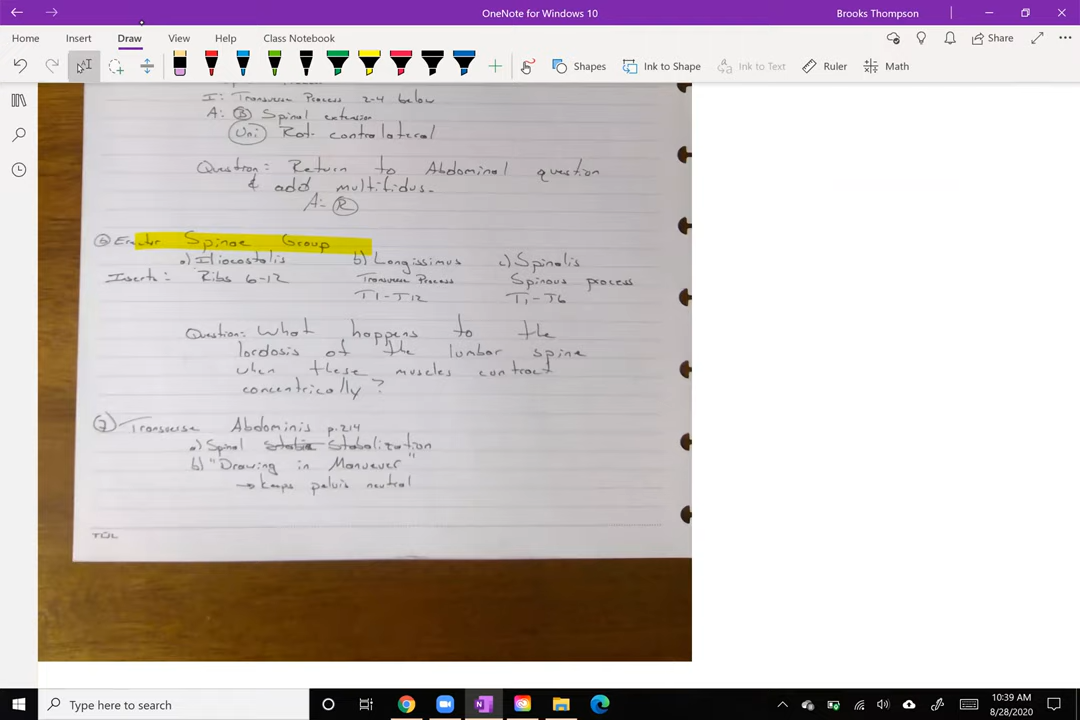 OneNote for Windows 10
Brooks Thompson
Home Insert Draw View Help Class Notebook
Share
Shapes Ink to Shape Ink to Text Ruler Math
I: Transverse Process 2-4 below
A: B Spinal extension
Uni Rot. contralateral
Question: Return to Abdominal question
& add multifidus.
A: R
6 Erector Spinae Group
a) Iliocostalis b) Longissimus c) Spinalis
Inserts: Ribs 6-12 Transverse Process Spinous process
T1-T12 T1-T6
Question: What happens to the
lordosis of the lumbar spine
when these muscles contract
concentrically?
7 Transverse Abdominis p.214
a) Spinal Stabalization
b) "Drawing in Manuever"
→ keeps pelvis neutral
Type here to search
10:39 AM
8/28/2020